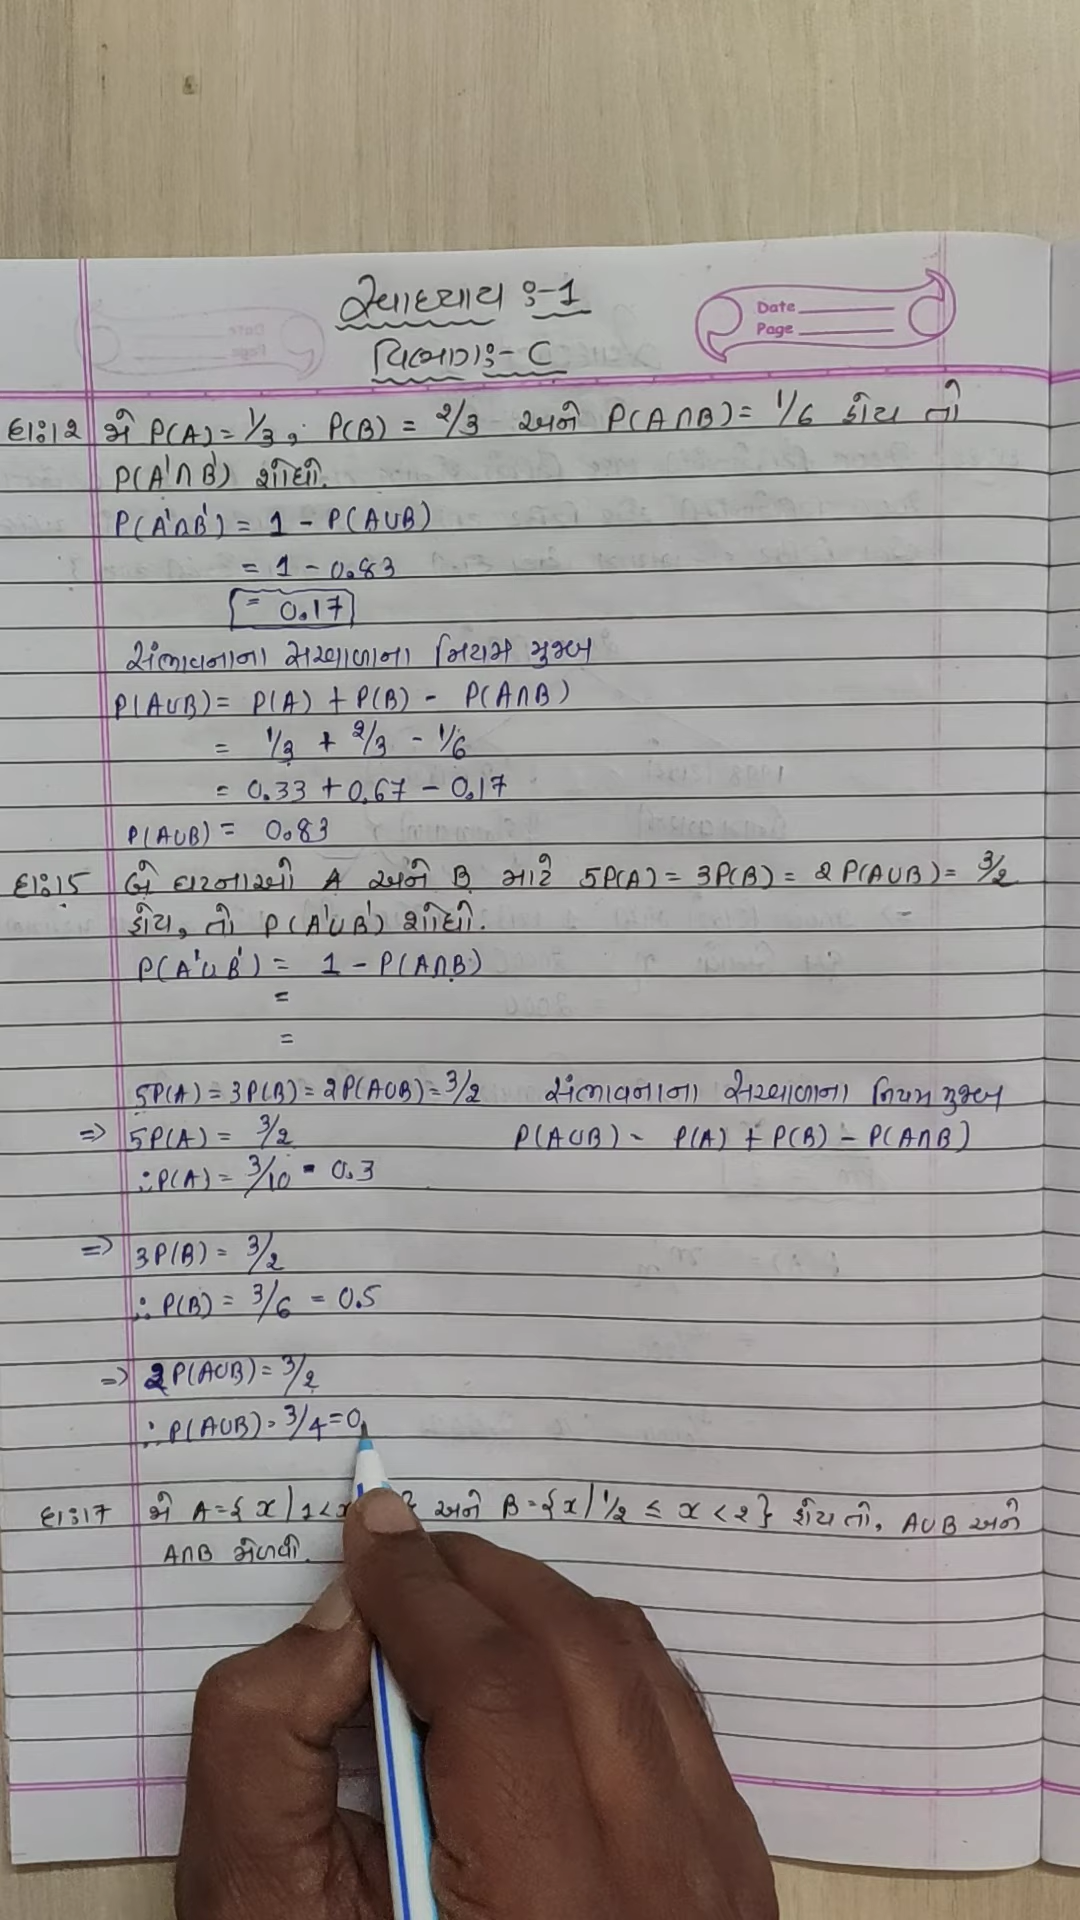 સ્વાધ્યાય :-1
વિભાગ:-C
Date
Page
દા:12 જો P(A) = 1/3, P(B) = 2/3 અને P(A∩B) = 1/6 હોય તો
P(A'∩B') શોધો.
P(A'∩B') = 1 - P(A∪B)
= 1 - 0.83
= 0.17
સંભાવનાના સરવાળાના નિયમ મુજબ
P(A∪B) = P(A) + P(B) - P(A∩B)
= 1/3 + 2/3 - 1/6
= 0.33 + 0.67 - 0.17
P(A∪B) = 0.83
દા:15 બે ઘટનાઓ A અને B માટે 5P(A) = 3P(B) = 2P(A∪B) = 3/2
હોય, તો P(A'∪B') શોધો.
P(A'∪B') = 1 - P(A∩B)
=
=
5P(A) = 3P(B) = 2P(A∪B) = 3/2 સંભાવનાના સરવાળાના નિયમ મુજબ
⇒ 5P(A) = 3/2 P(A∪B) = P(A) + P(B) - P(A∩B)
∴P(A) = 3/10 = 0.3
⇒ 3P(B) = 3/2
∴ P(B) = 3/6 = 0.5
⇒ 2P(A∪B) = 3/2
∴ P(A∪B) = 3/4 = 0.
દા:17 જો A={x|1<x } અને B={x|1/2 ≤ x <2} હોય તો, A∪B અને
A∩B મેળવો.